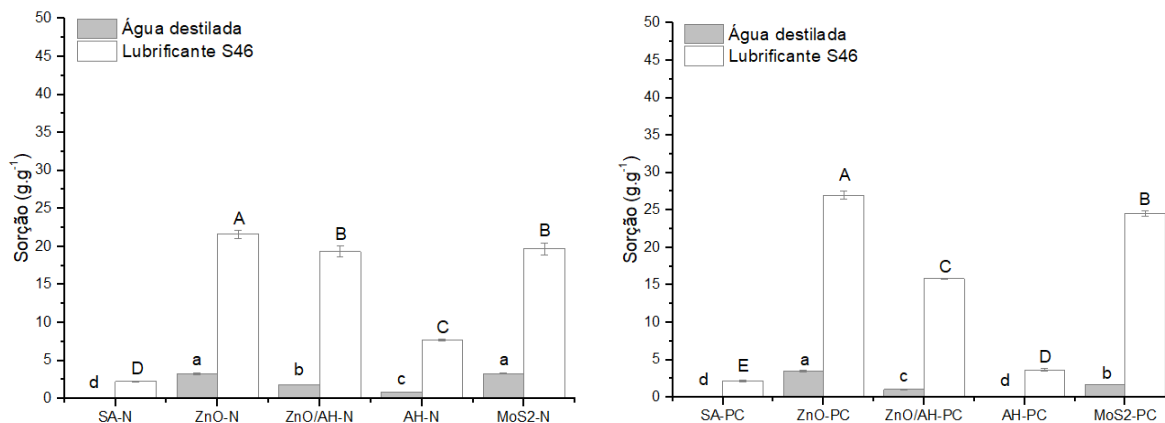 50
45
40
35
30
25
20
15
10
5
0
Sorção (g.g⁻¹)
Água destilada
Lubrificante S46
d D a A b B c C a B
SA-N ZnO-N ZnO/AH-N AH-N MoS2-N
50
45
40
35
30
25
20
15
10
5
0
Sorção (g.g⁻¹)
Água destilada
Lubrificante S46
d E a A c C d D b B
SA-PC ZnO-PC ZnO/AH-PC AH-PC MoS2-PC